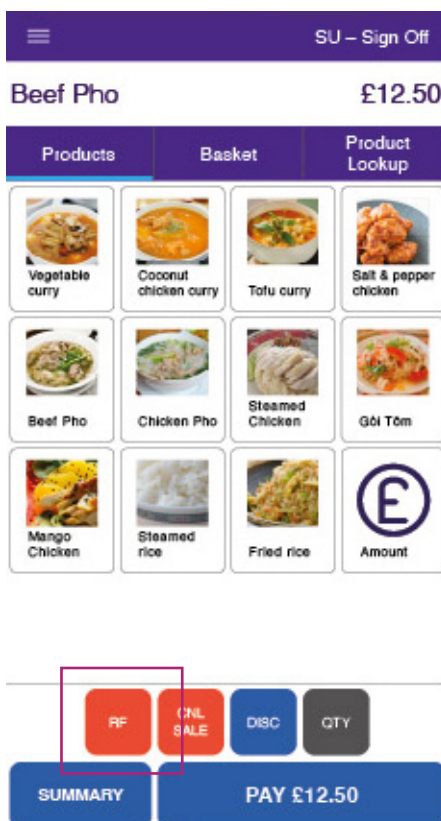 SU – Sign Off
Beef Pho £12.50
Products Basket Product
Lookup
Vegetable
curry
Coconut
chicken curry
Tofu curry
Salt & pepper
chicken
Beef Pho
Chicken Pho
Steamed
Chicken
Gôi Tôm
Mango
Chicken
Steamed
rice
Fried rice
£
Amount
RF
CNL
SALE
DISC
QTY
SUMMARY
PAY £12.50